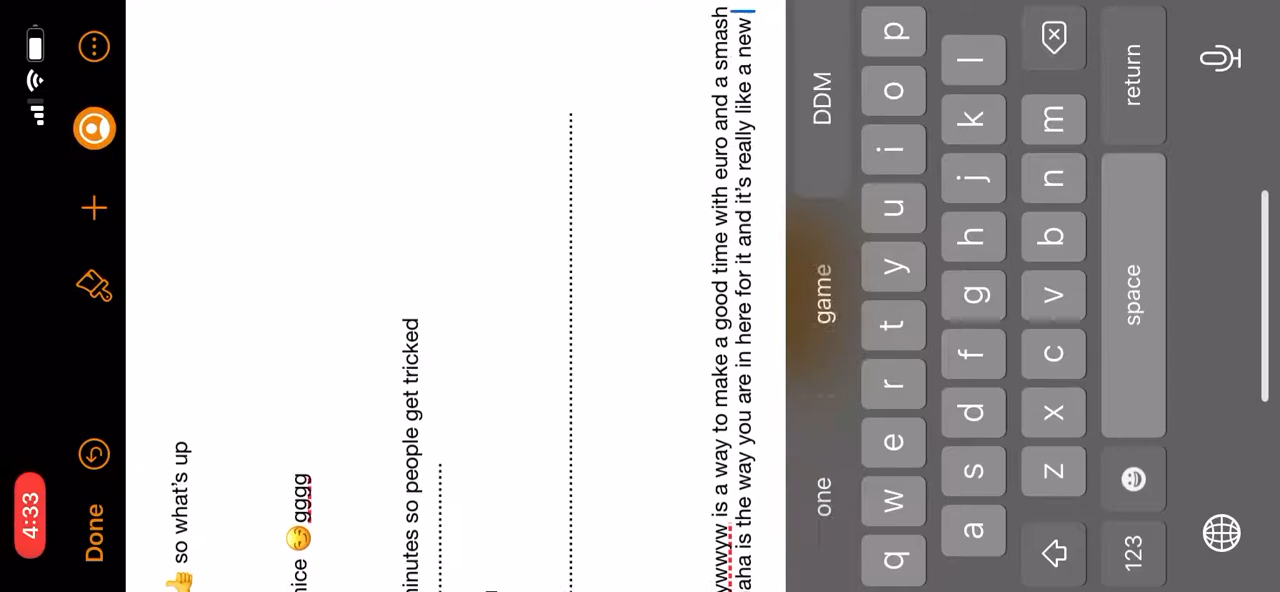 4:33
Done
👍 so what's up
nice 😊gggg
minutes so people get tricked
ywwyw is a way to make a good time with euro and a smash
aha is the way you are in here for it and it's really like a new
one game DDM
q w e r t y u i o p
a s d f g h j k l
z x c v b n m
123 space return